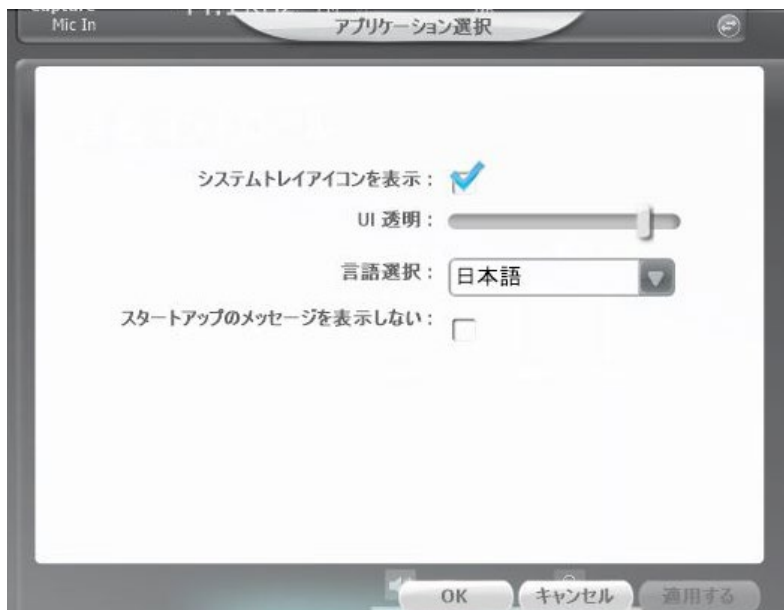 Capture
Mic In
アプリケーション選択
システムトレイアイコンを表示：
UI 透明：
言語選択：
日本語
スタートアップのメッセージを表示しない：
OK
キャンセル
適用する